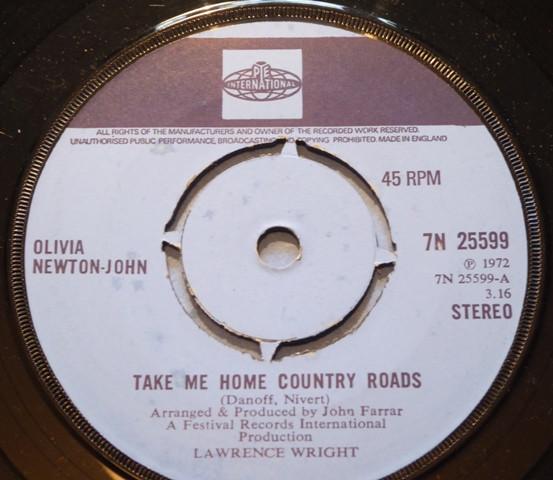 PYE
INTERNATIONAL
ALL RIGHTS OF THE MANUFACTURERS AND OWNER OF THE RECORDED WORK RESERVED.
UNAUTHORISED PUBLIC PERFORMANCE, BROADCASTING AND COPYING PROHIBITED. MADE IN ENGLAND
45 RPM
OLIVIA
NEWTON-JOHN
7N 25599
℗ 1972
7N 25599-A
3.16
STEREO
TAKE ME HOME COUNTRY ROADS
(Danoff, Nivert)
Arranged & Produced by John Farrar
A Festival Records International
Production
LAWRENCE WRIGHT